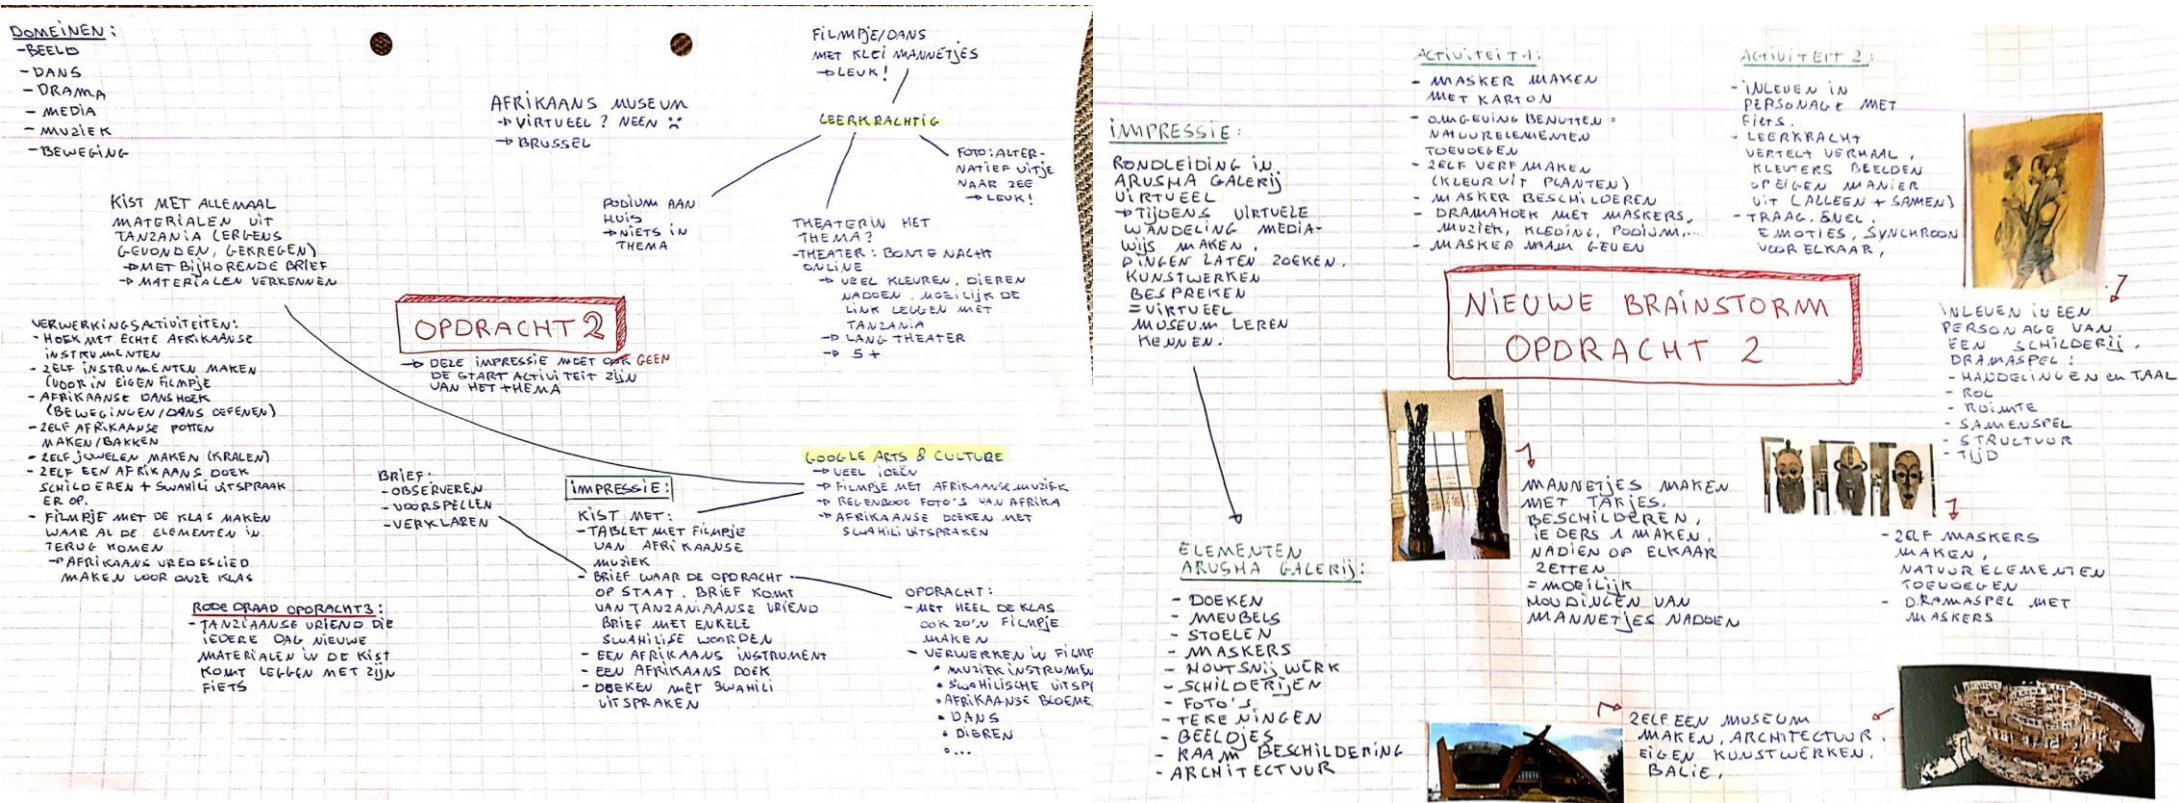 DOMEINEN:
- BEELD
- DANS
- DRAMA
- MEDIA
- MUZIEK
- BEWEGING
AFRIKAANS MUSEUM
→ VIRTUEEL? NEEN :(
→ BRUSSEL
FILMPJE/DANS
MET KLEI MANNETJES
→ LEUK!
LEERKRACHTIG
FOTO: ALTER-
NATIEF UITJE
NAAR ZEE
→ LEUK!
PODIUM AAN
HUIS
→ NIETS IN
THEMA
THEATER IN HET
THEMA?
- THEATER: BONTE NACHT
ONLINE
→ VEEL KLEUREN, DIEREN
NADOEN, MOEILIJK DE
LINK LEGGEN MET
TANZANIA
→ LANG THEATER
→ 5+
KIST MET ALLEMAAL
MATERIALEN UIT
TANZANIA (ERGENS
GEVONDEN, GEKREGEN)
→ MET BIJHORENDE BRIEF
→ MATERIALEN VERKENNEN
OPDRACHT 2
→ DEZE IMPRESSIE MOET GEEN
DE START ACTIVITEIT ZIJN
VAN HET THEMA
VERWERKINGSACTIVITEITEN:
- HOEK MET ECHTE AFRIKAANSE
INSTRUMENTEN
- ZELF INSTRUMENTEN MAKEN
(VOOR IN EIGEN FILMPJE
- AFRIKAANSE DANSHOEK
(BEWEGINGEN/DANS OEFENEN)
- ZELF AFRIKAANSE POTTEN
MAKEN/BAKKEN
- ZELF JUWELEN MAKEN (KRALEN)
- ZELF EEN AFRIKAANS DOEK
SCHILDEREN + SWAHILI UITSPRAAK
ER OP.
- FILMPJE MET DE KLAS MAKEN
WAAR AL DE ELEMENTEN IN
TERUG KOMEN
→ AFRIKAANS VREDESLIED
MAKEN VOOR ONZE KLAS
RODE DRAAD OPDRACHT 3:
- TANZIAANSE VRIEND DIE
IEDERE DAG NIEUWE
MATERIALEN IN DE KIST
KOMT LEGGEN MET ZIJN
FIETS
BRIEF:
- OBSERVEREN
- VOORSPELLEN
- VERKLAREN
IMPRESSIE:
KIST MET:
- TABLET MET FILMPJE
VAN AFRIKAANSE
MUZIEK
- BRIEF WAAR DE OPDRACHT
OP STAAT. BRIEF KOMT
VAN TANZANIAANSE VRIEND
BRIEF MET ENKELE
SWAHILISE WOORDEN
- EEN AFRIKAANS INSTRUMENT
- EEN AFRIKAANS DOEK
- DOEKEN MET SWAHILI
UITSPRAKEN
GOOGLE ARTS & CULTURE
→ VEEL IDEEËN
→ FILMPJE MET AFRIKAANSE MUZIEK
→ REGENBOOG FOTO'S VAN AFRIKA
→ AFRIKAANSE DOEKEN MET
SWAHILI UITSPRAKEN
OPDRACHT:
- MET HEEL DE KLAS
OOK ZO'N FILMPJE
MAKEN
- VERWERKEN IN FILMP
• MUZIEKINSTRUMEN
• SWAHILISCHE UITSP
• AFRIKAANSE BLOEME
• DANS
• DIEREN
• ...
IMPRESSIE:
RONDLEIDING IN
ARUSHA GALERIJ
VIRTUEEL
→ TIJDENS VIRTUELE
WANDELING MEDIA-
WIJS MAKEN,
DINGEN LATEN ZOEKEN.
KUNSTWERKEN
BESPREKEN
= VIRTUEEL
MUSEUM LEREN
KENNEN.
ACTIVITEIT 1:
- MASKER MAKEN
MET KARTON
- OMGEVING BENUTTEN =
NATUURELEMENTEN
TOEVOEGEN
- ZELF VERF MAKEN
(KLEUR UIT PLANTEN)
- MASKER BESCHILDEREN
- DRAMAHOEK MET MASKERS,
MUZIEK, KLEDING, PODIUM,...
- MASKER NAAM GEVEN
ACTIVITEIT 2:
- INLEVEN IN
PERSONAGE MET
FIETS.
- LEERKRACHT
VERTELT VERHAAL,
KLEUTERS BEELDEN
OP EIGEN MANIER
UIT (ALLEEN + SAMEN)
- TRAAG, SNEL,
EMOTIES, SYNCHROON
VOOR ELKAAR,
NIEUWE BRAINSTORM
OPDRACHT 2
INLEVEN IN EEN
PERSONAGE VAN
EEN SCHILDERIJ.
DRAMASPEL:
- HANDELINGEN en TAAL
- ROL
- RUIMTE
- SAMENSPEL
- STRUCTUUR
- TIJD
MANNETJES MAKEN
MET TAKJES.
BESCHILDEREN,
IEDERS 1 MAKEN.
NADIEN OP ELKAAR
ZETTEN
= MOEILIJK
HOUDINGEN VAN
MANNETJES NADOEN
- ZELF MASKERS
MAKEN,
NATUURELEMENTEN
TOEVOEGEN
- DRAMASPEL MET
MASKERS
ELEMENTEN
ARUSHA GALERIJ:
- DOEKEN
- MEUBELS
- STOELEN
- MASKERS
- HOUTSNIJWERK
- SCHILDERIJEN
- FOTO'S
- TEKENINGEN
- BEELDJES
- RAAM BESCHILDERING
- ARCHITECTUUR
ZELF EEN MUSEUM
MAKEN, ARCHITECTUUR.
EIGEN KUNSTWERKEN.
BALIE.